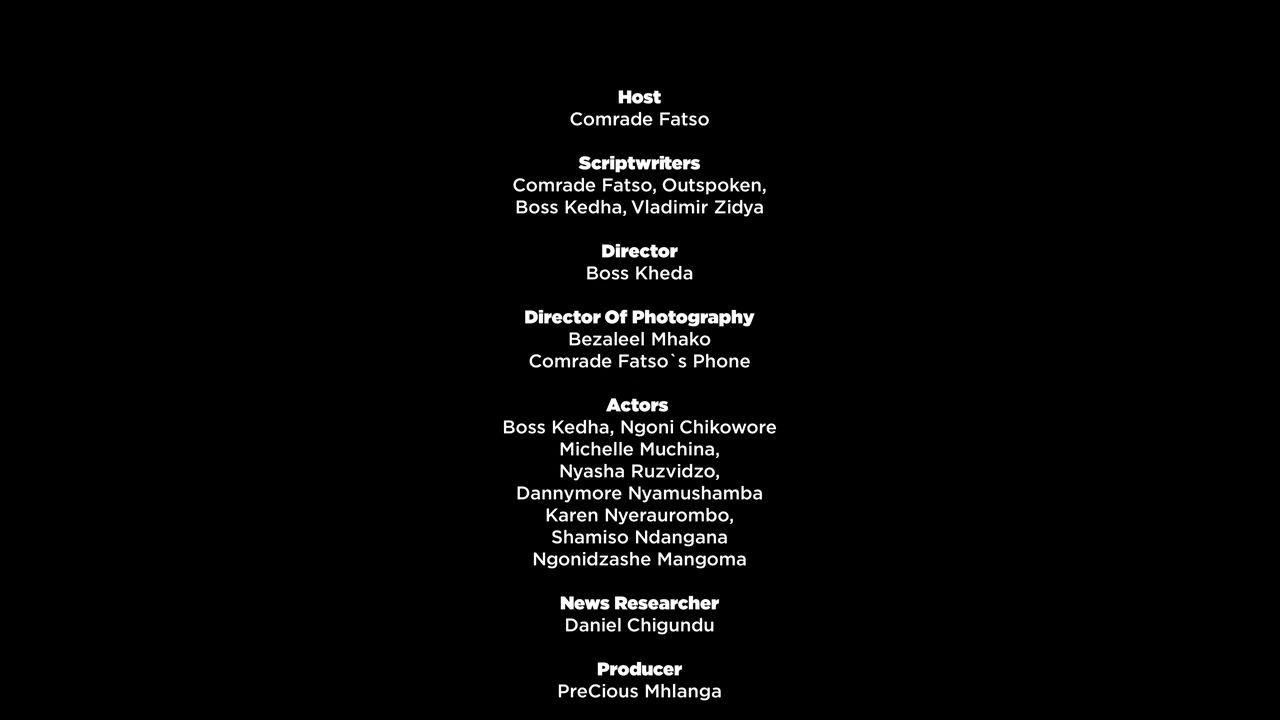 Host
Comrade Fatso
Scriptwriters
Comrade Fatso, Outspoken,
Boss Kedha, Vladimir Zidya
Director
Boss Kheda
Director Of Photography
Bezaleel Mhako
Comrade Fatso`s Phone
Actors
Boss Kedha, Ngoni Chikowore
Michelle Muchina,
Nyasha Ruzvidzo,
Dannymore Nyamushamba
Karen Nyeraurombo,
Shamiso Ndangana
Ngonidzashe Mangoma
News Researcher
Daniel Chigundu
Producer
PreCious Mhlanga